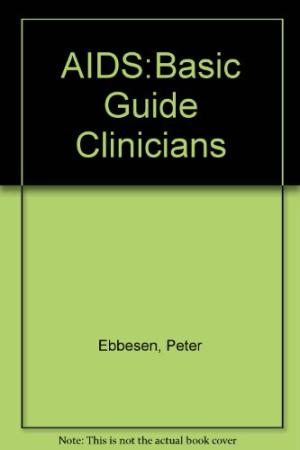 AIDS:Basic
Guide
Clinicians
Ebbesen, Peter
Note: This is not the actual book cover